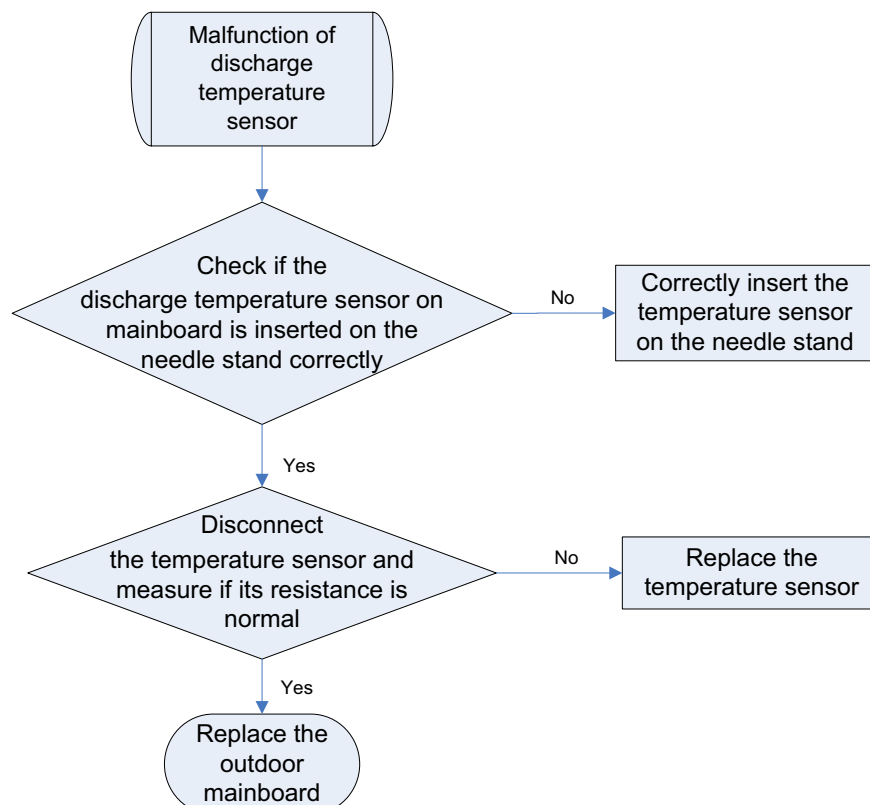 Malfunction of
discharge
temperature
sensor
Check if the
discharge temperature sensor on
mainboard is inserted on the
needle stand correctly
No
Correctly insert the
temperature sensor
on the needle stand
Yes
Disconnect
the temperature sensor and
measure if its resistance is
normal
No
Replace the
temperature sensor
Yes
Replace the
outdoor
mainboard